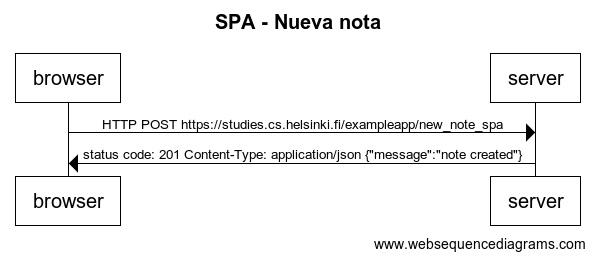 SPA - Nueva nota
browser
server
HTTP POST https://studies.cs.helsinki.fi/exampleapp/new_note_spa
status code: 201 Content-Type: application/json {"message":"note created"}
browser
server
www.websequencediagrams.com